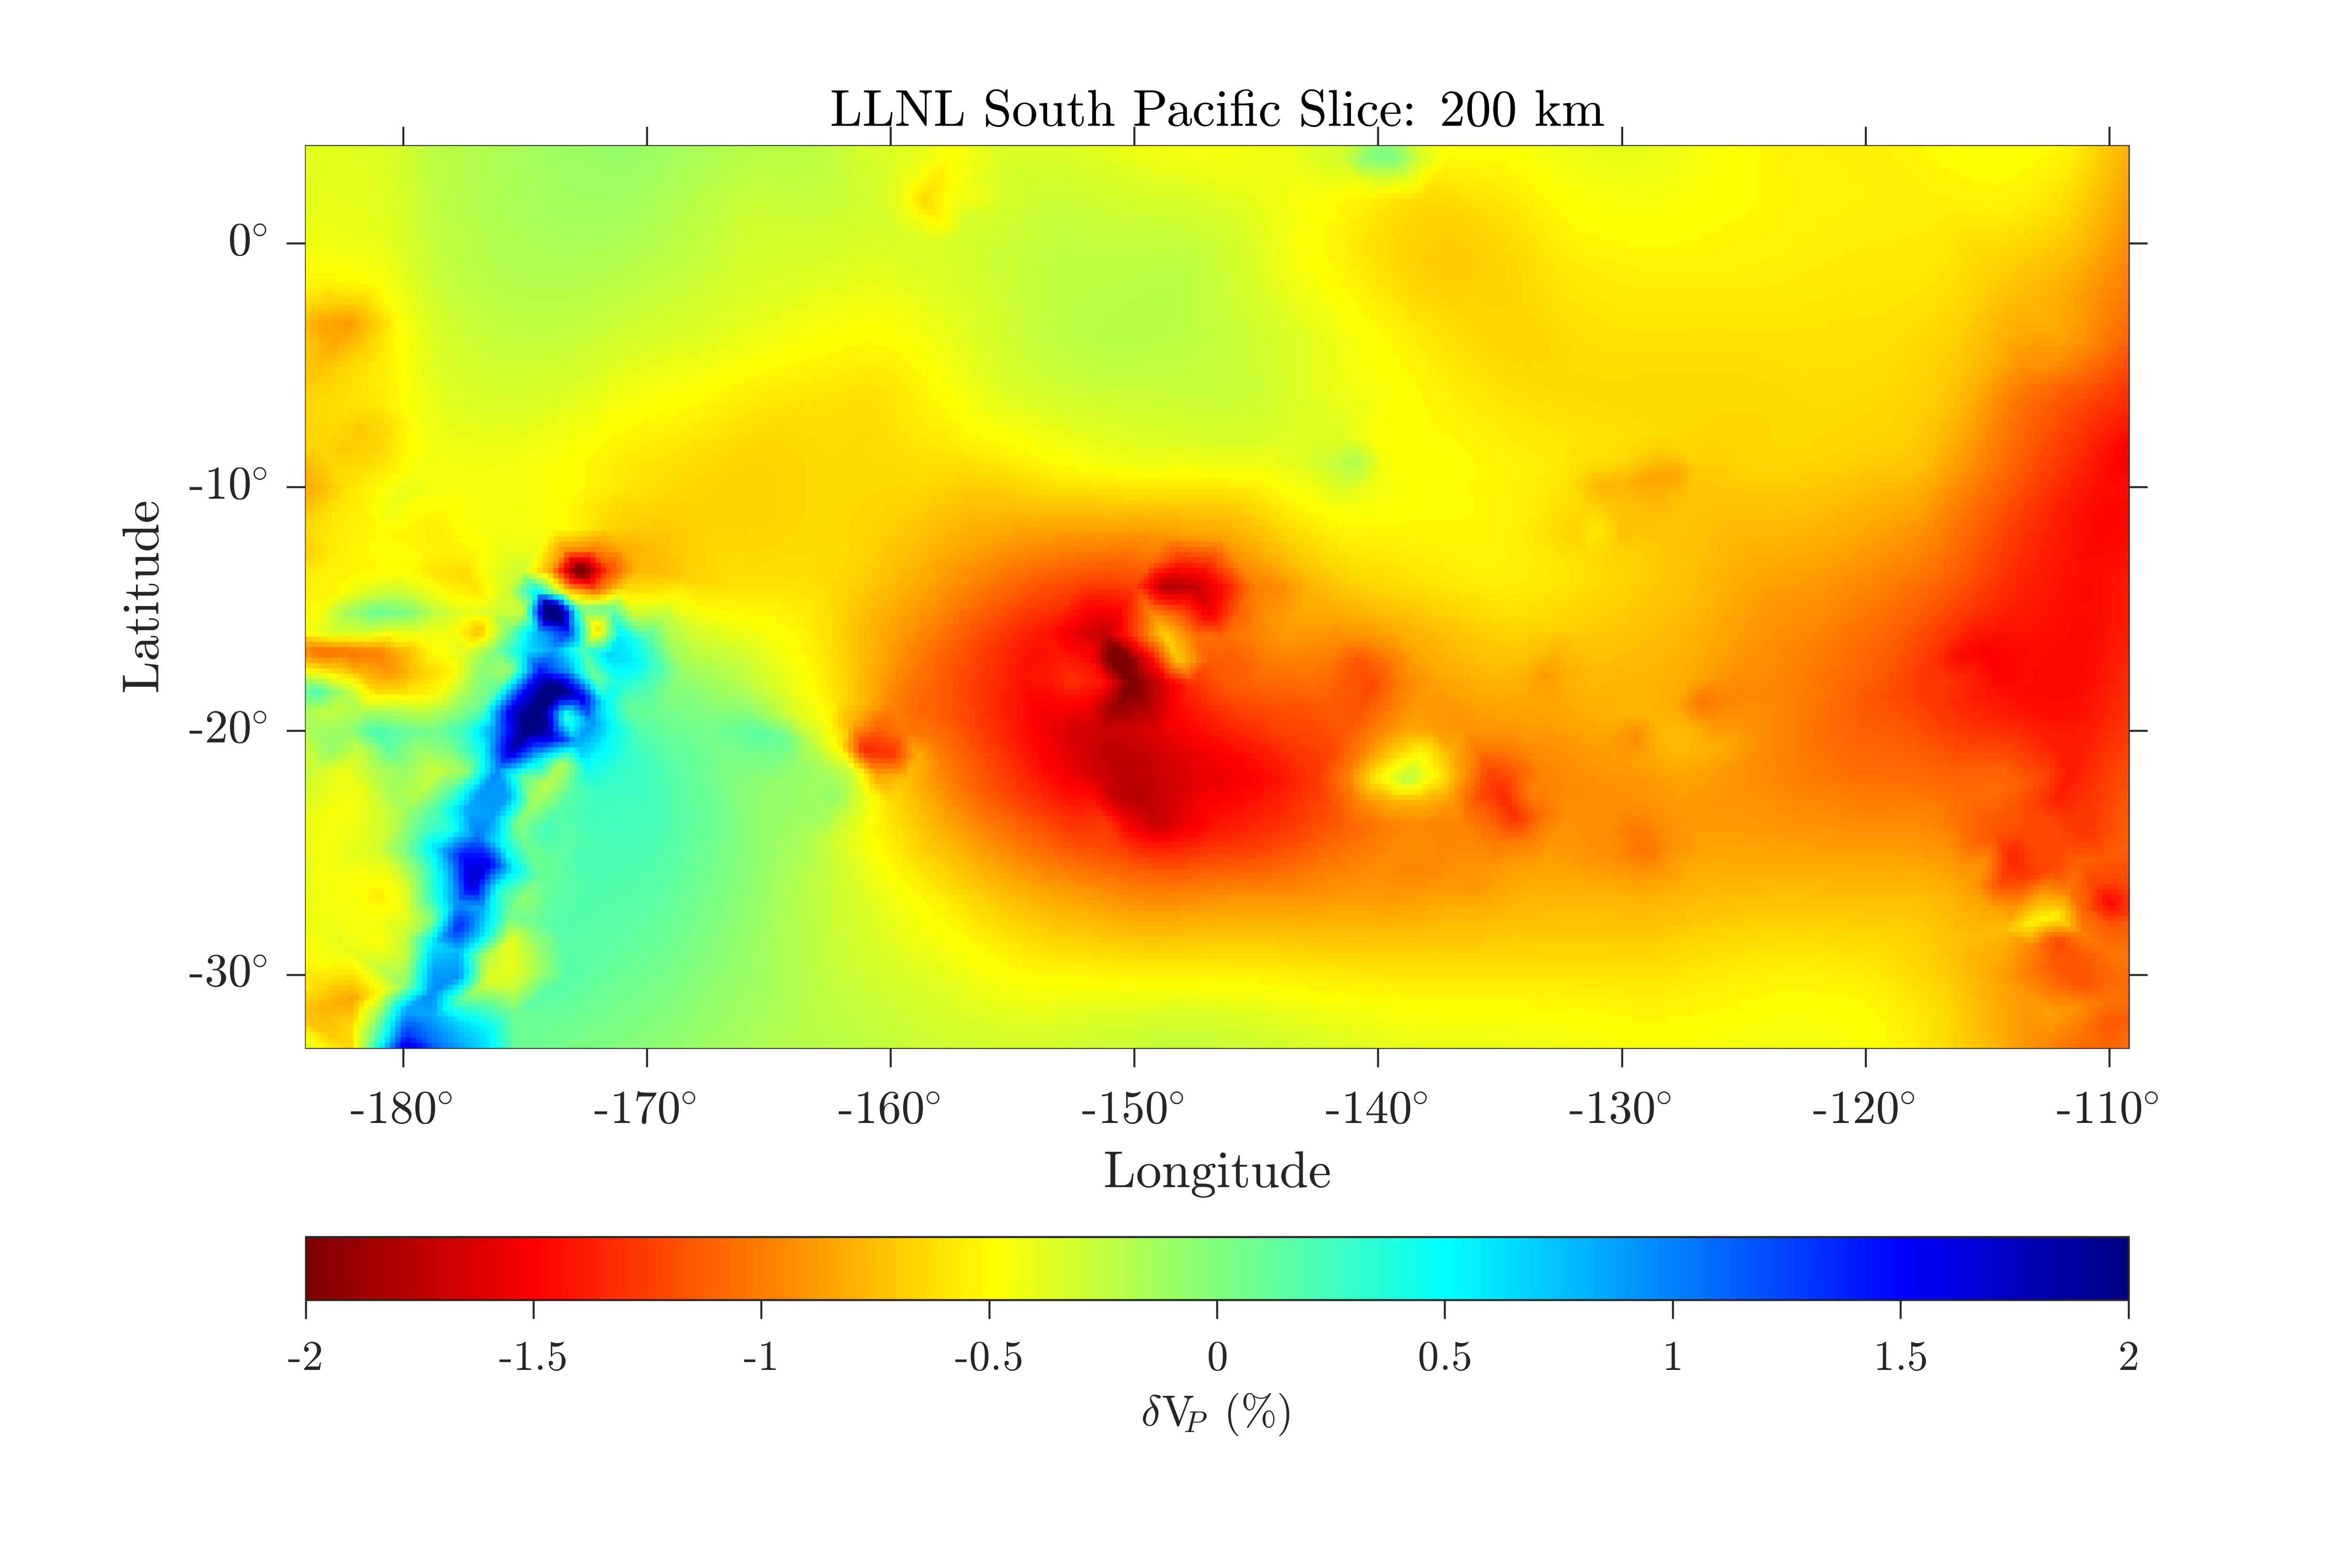 LLNL South Pacific Slice: 200 km
Latitude
0°
-10°
-20°
-30°
-180° -170° -160° -150° -140° -130° -120° -110°
Longitude
-2 -1.5 -1 -0.5 0 0.5 1 1.5 2
δV_P (%)